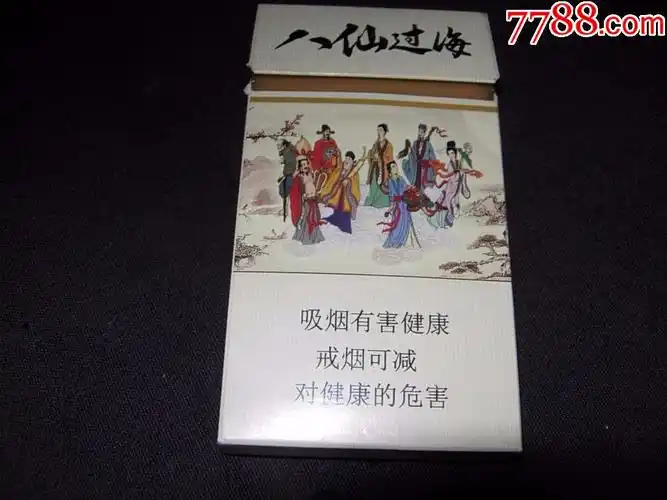 7788.com
八仙过海
吸烟有害健康
戒烟可减
对健康的危害